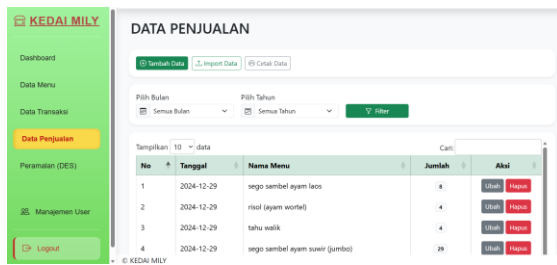 KEDAI MILY
Dashboard
Data Menu
Data Transaksi
Data Penjualan
Peramalan (DES)
Manajemen User
Logout
DATA PENJUALAN
Tambah Data Import Data Cetak Data
Pilih Bulan Pilih Tahun
Semua Bulan Semua Tahun Filter
Tampilkan 10 data Cari:
No Tanggal Nama Menu Jumlah Aksi
1 2024-12-29 sego sambel ayam laos 8 Ubah Hapus
2 2024-12-29 risol (ayam wortel) 4 Ubah Hapus
3 2024-12-29 tahu walik 4 Ubah Hapus
4 2024-12-29 sego sambel ayam suwir (jumbo) 29 Ubah Hapus
© KEDAI MILY